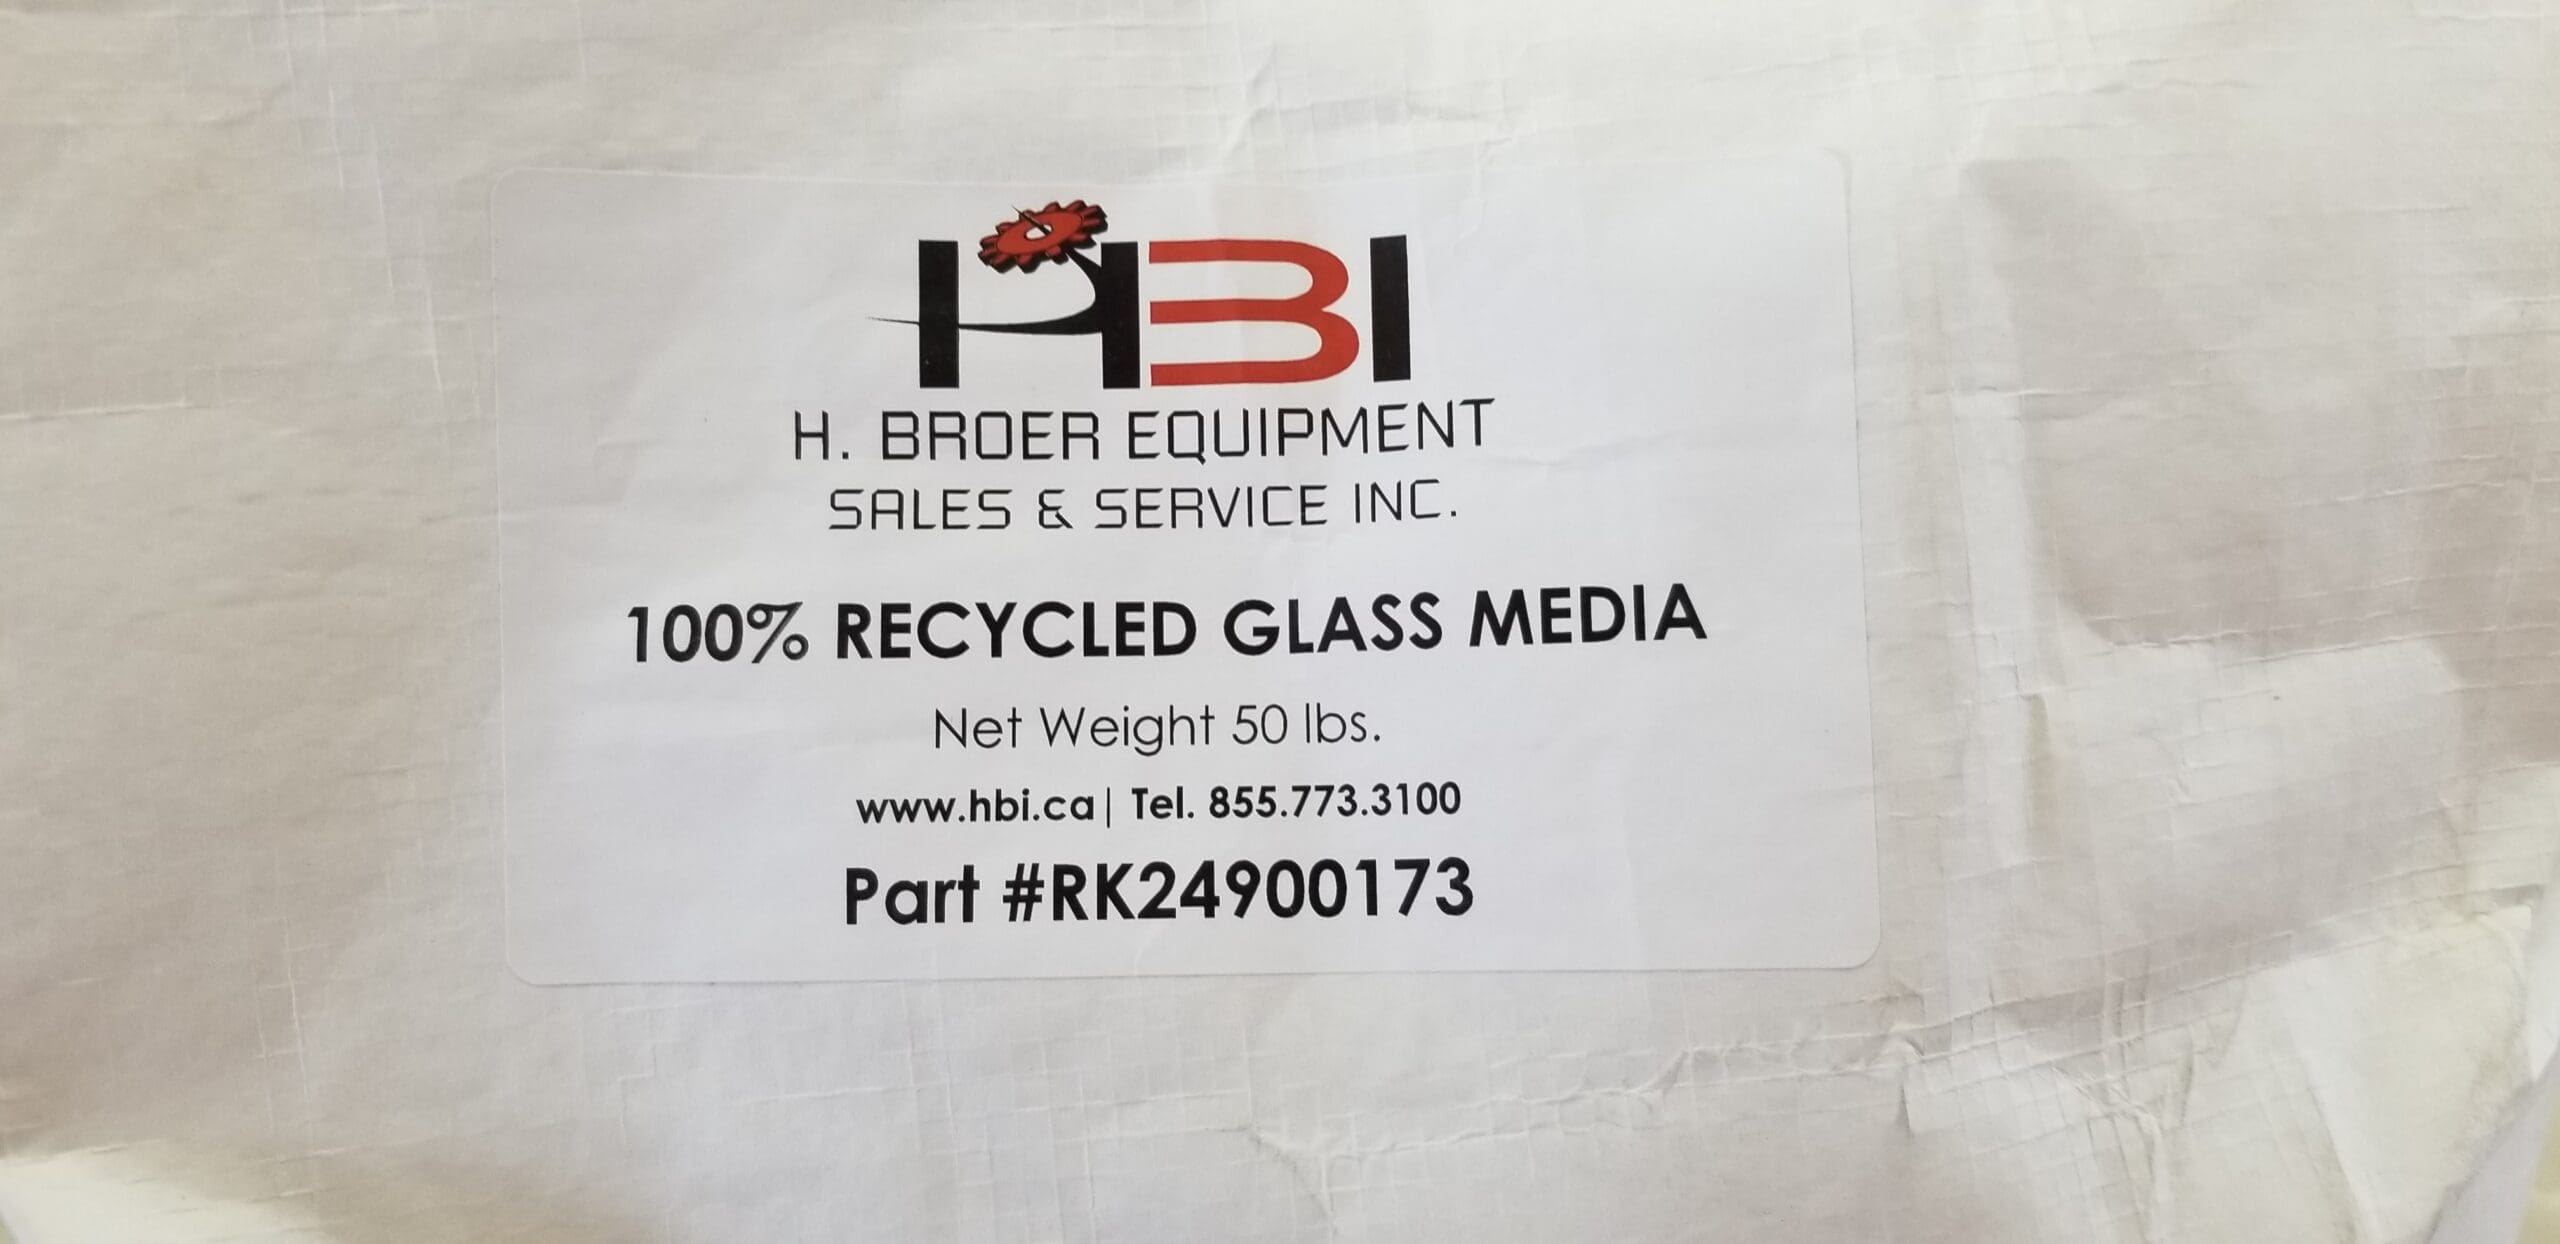 HBI
H. BROER EQUIPMENT
SALES & SERVICE INC.
100% RECYCLED GLASS MEDIA
Net Weight 50 lbs.
www.hbi.ca| Tel. 855.773.3100
Part #RK24900173